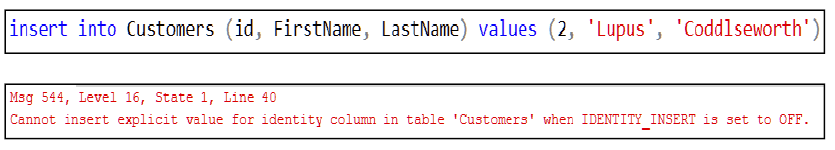 insert into Customers (id, FirstName, LastName) values (2, 'Lupus', 'Coddlseworth')
Msg 544, Level 16, State 1, Line 40
Cannot insert explicit value for identity column in table 'Customers' when IDENTITY_INSERT is set to OFF.